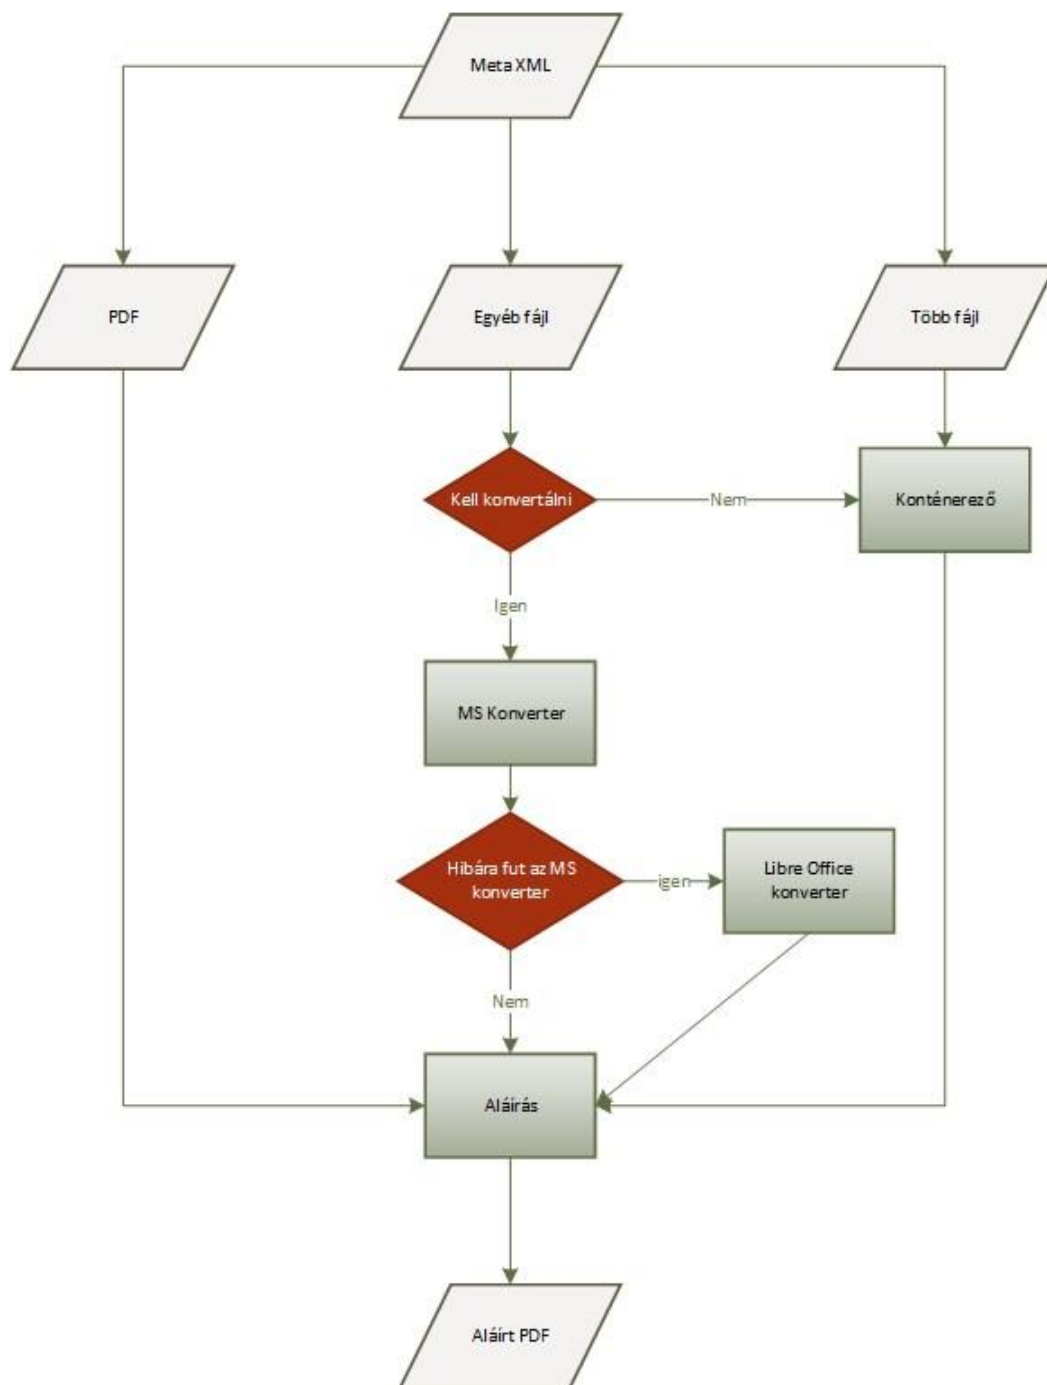 Meta XML
PDF
Egyéb fájl
Több fájl
Kell konvertálni
Nem
Konténerező
Igen
MS Konverter
Hibára fut az MS
konverter
igen
Libre Office
konverter
Nem
Aláírás
Aláírt PDF